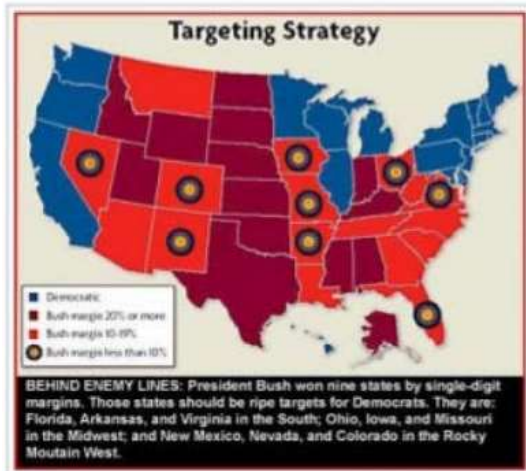 Targeting Strategy
Democratic
Bush margin 20% or more
Bush margin 10-19%
Bush margin less than 10%
BEHIND ENEMY LINES: President Bush won nine states by single-digit
margins. Those states should be ripe targets for Democrats. They are:
Florida, Arkansas, and Virginia in the South; Ohio, Iowa, and Missouri
in the Midwest; and New Mexico, Nevada, and Colorado in the Rocky
Moutain West.